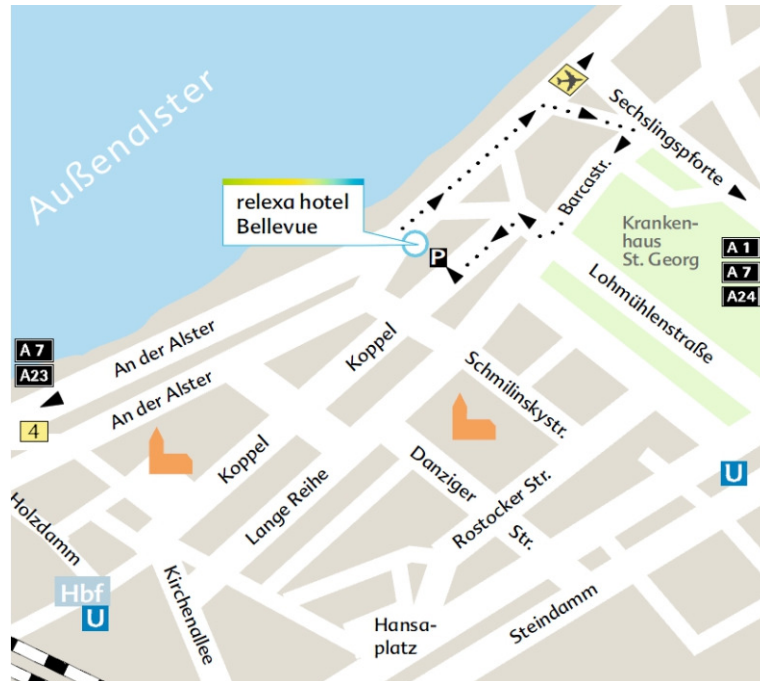 Außenalster
Sechslingspforte
relexa hotel
Bellevue
Barcastr.
P
Kranken-
haus
St. Georg
A 1
A 7
A24
Lohmühlenstraße
A 7
A23
An der Alster
Koppel
An der Alster
Schmilinskystr.
4
Koppel
Danziger
Str.
Lange Reihe
Rostocker Str.
U
Holzdamm
Hbf
U
Kirchenallee
Hansa-
platz
Steindamm